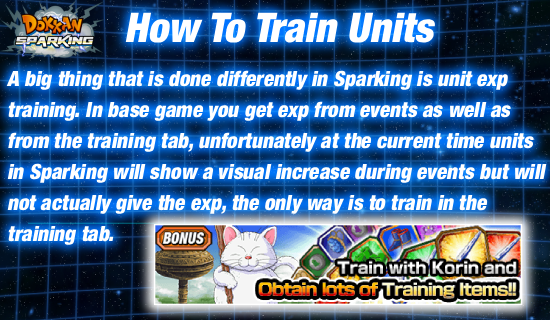 DOKKAN
SPARKING
How To Train Units
A big thing that is done differently in Sparking is unit exp
training. In base game you get exp from events as well as
from the training tab, unfortunately at the current time units
in Sparking will show a visual increase during events but will
not actually give the exp, the only way is to train in the
training tab.
BONUS
Train with Korin and
Obtain lots of Training Items!!